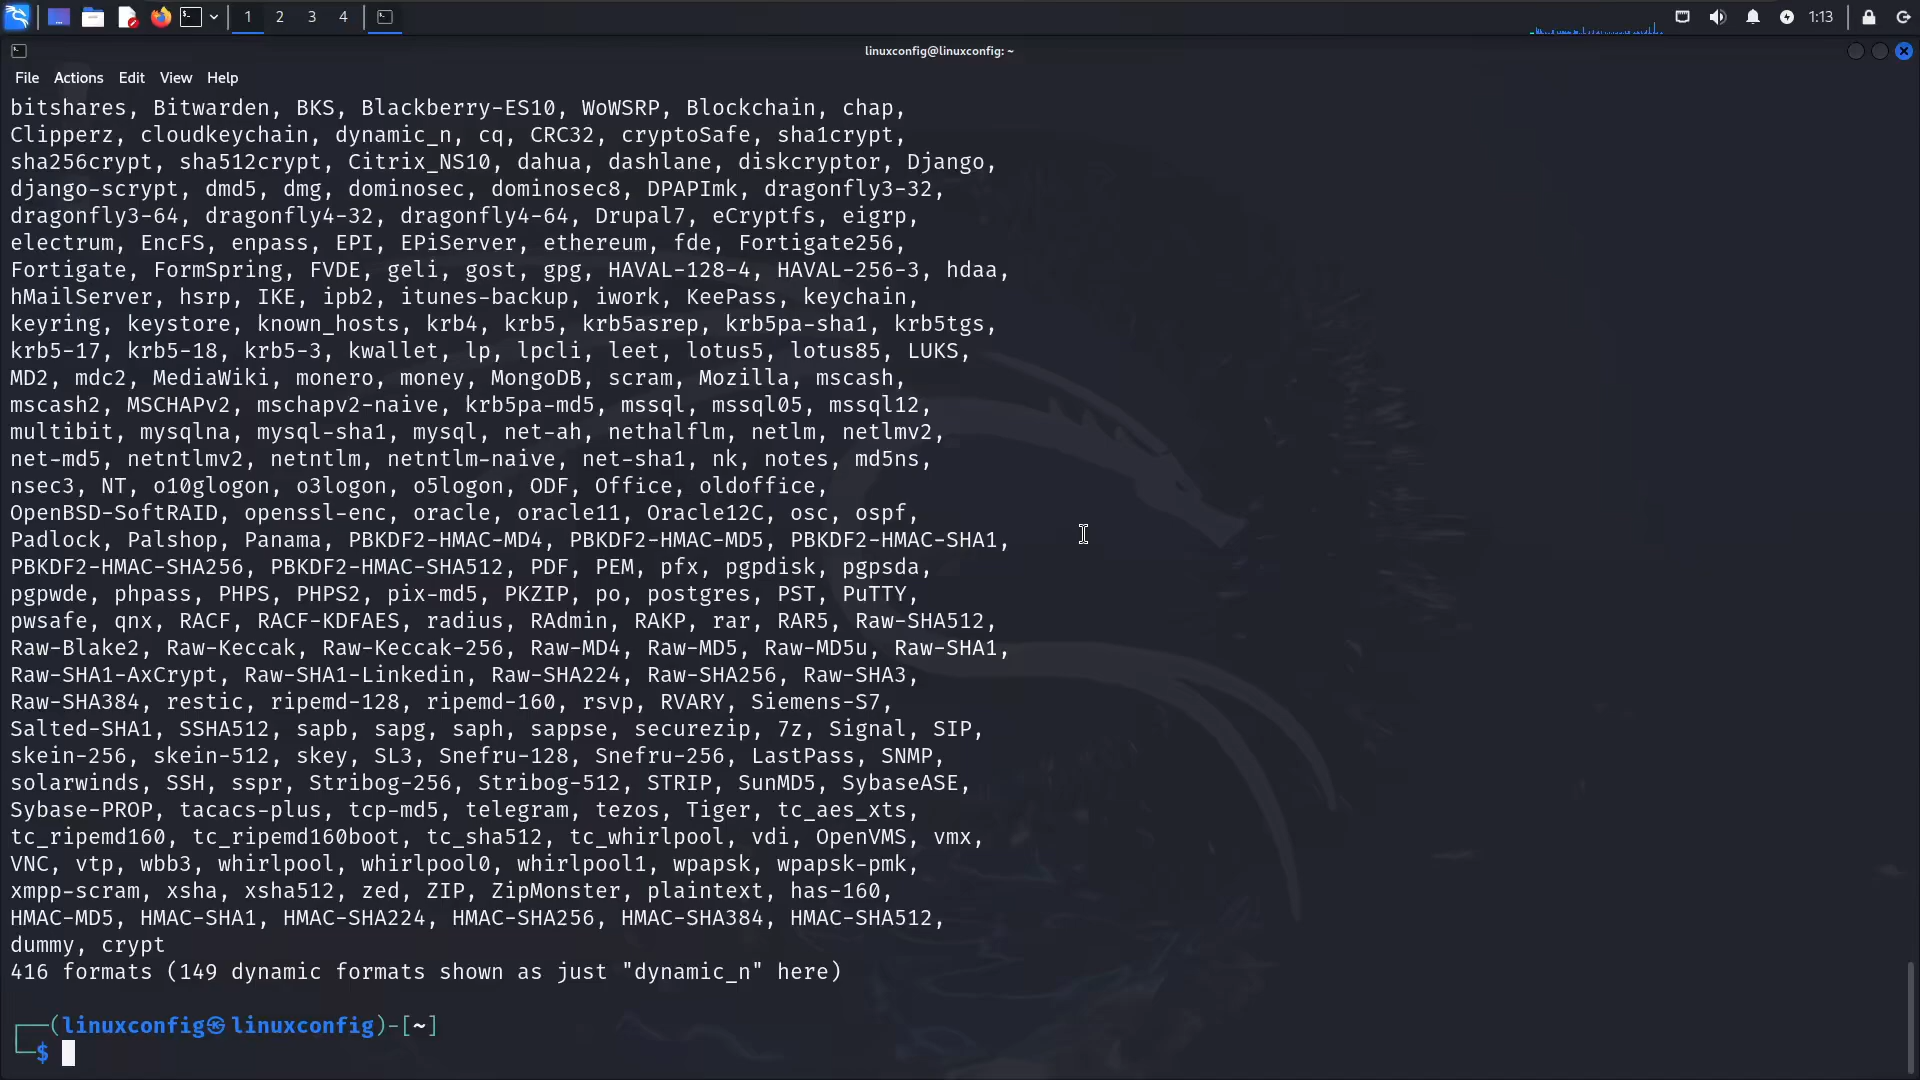 1 2 3 4 1:13
linuxconfig@linuxconfig: ~
File Actions Edit View Help
bitshares, Bitwarden, BKS, Blackberry-ES10, WoWSRP, Blockchain, chap,
Clipperz, cloudkeychain, dynamic_n, cq, CRC32, cryptoSafe, sha1crypt,
sha256crypt, sha512crypt, Citrix_NS10, dahua, dashlane, diskcryptor, Django,
django-scrypt, dmd5, dmg, dominosec, dominosec8, DPAPImk, dragonfly3-32,
dragonfly3-64, dragonfly4-32, dragonfly4-64, Drupal7, eCryptfs, eigrp,
electrum, EncFS, enpass, EPI, EPiServer, ethereum, fde, Fortigate256,
Fortigate, FormSpring, FVDE, geli, gost, gpg, HAVAL-128-4, HAVAL-256-3, hdaa,
hMailServer, hsrp, IKE, ipb2, itunes-backup, iwork, KeePass, keychain,
keyring, keystore, known_hosts, krb4, krb5, krb5asrep, krb5pa-sha1, krb5tgs,
krb5-17, krb5-18, krb5-3, kwallet, lp, lpcli, leet, lotus5, lotus85, LUKS,
MD2, mdc2, MediaWiki, monero, money, MongoDB, scram, Mozilla, mscash,
mscash2, MSCHAPv2, mschapv2-naive, krb5pa-md5, mssql, mssql05, mssql12,
multibit, mysqlna, mysql-sha1, mysql, net-ah, nethalflm, netlm, netlmv2,
net-md5, netntlmv2, netntlm, netntlm-naive, net-sha1, nk, notes, md5ns,
nsec3, NT, o10glogon, o3logon, o5logon, ODF, Office, oldoffice,
OpenBSD-SoftRAID, openssl-enc, oracle, oracle11, Oracle12C, osc, ospf,
Padlock, Palshop, Panama, PBKDF2-HMAC-MD4, PBKDF2-HMAC-MD5, PBKDF2-HMAC-SHA1,
PBKDF2-HMAC-SHA256, PBKDF2-HMAC-SHA512, PDF, PEM, pfx, pgpdisk, pgpsda,
pgpwde, phpass, PHPS, PHPS2, pix-md5, PKZIP, po, postgres, PST, PuTTY,
pwsafe, qnx, RACF, RACF-KDFAES, radius, RAdmin, RAKP, rar, RAR5, Raw-SHA512,
Raw-Blake2, Raw-Keccak, Raw-Keccak-256, Raw-MD4, Raw-MD5, Raw-MD5u, Raw-SHA1,
Raw-SHA1-AxCrypt, Raw-SHA1-Linkedin, Raw-SHA224, Raw-SHA256, Raw-SHA3,
Raw-SHA384, restic, ripemd-128, ripemd-160, rsvp, RVARY, Siemens-S7,
Salted-SHA1, SSHA512, sapb, sapg, saph, sappse, securezip, 7z, Signal, SIP,
skein-256, skein-512, skey, SL3, Snefru-128, Snefru-256, LastPass, SNMP,
solarwinds, SSH, sspr, Stribog-256, Stribog-512, STRIP, SunMD5, SybaseASE,
Sybase-PROP, tacacs-plus, tcp-md5, telegram, tezos, Tiger, tc_aes_xts,
tc_ripemd160, tc_ripemd160boot, tc_sha512, tc_whirlpool, vdi, OpenVMS, vmx,
VNC, vtp, wbb3, whirlpool, whirlpool0, whirlpool1, wpapsk, wpapsk-pmk,
xmpp-scram, xsha, xsha512, zed, ZIP, ZipMonster, plaintext, has-160,
HMAC-MD5, HMAC-SHA1, HMAC-SHA224, HMAC-SHA256, HMAC-SHA384, HMAC-SHA512,
dummy, crypt
416 formats (149 dynamic formats shown as just "dynamic_n" here)
┌──(linuxconfig㉿linuxconfig)-[~]
└─$